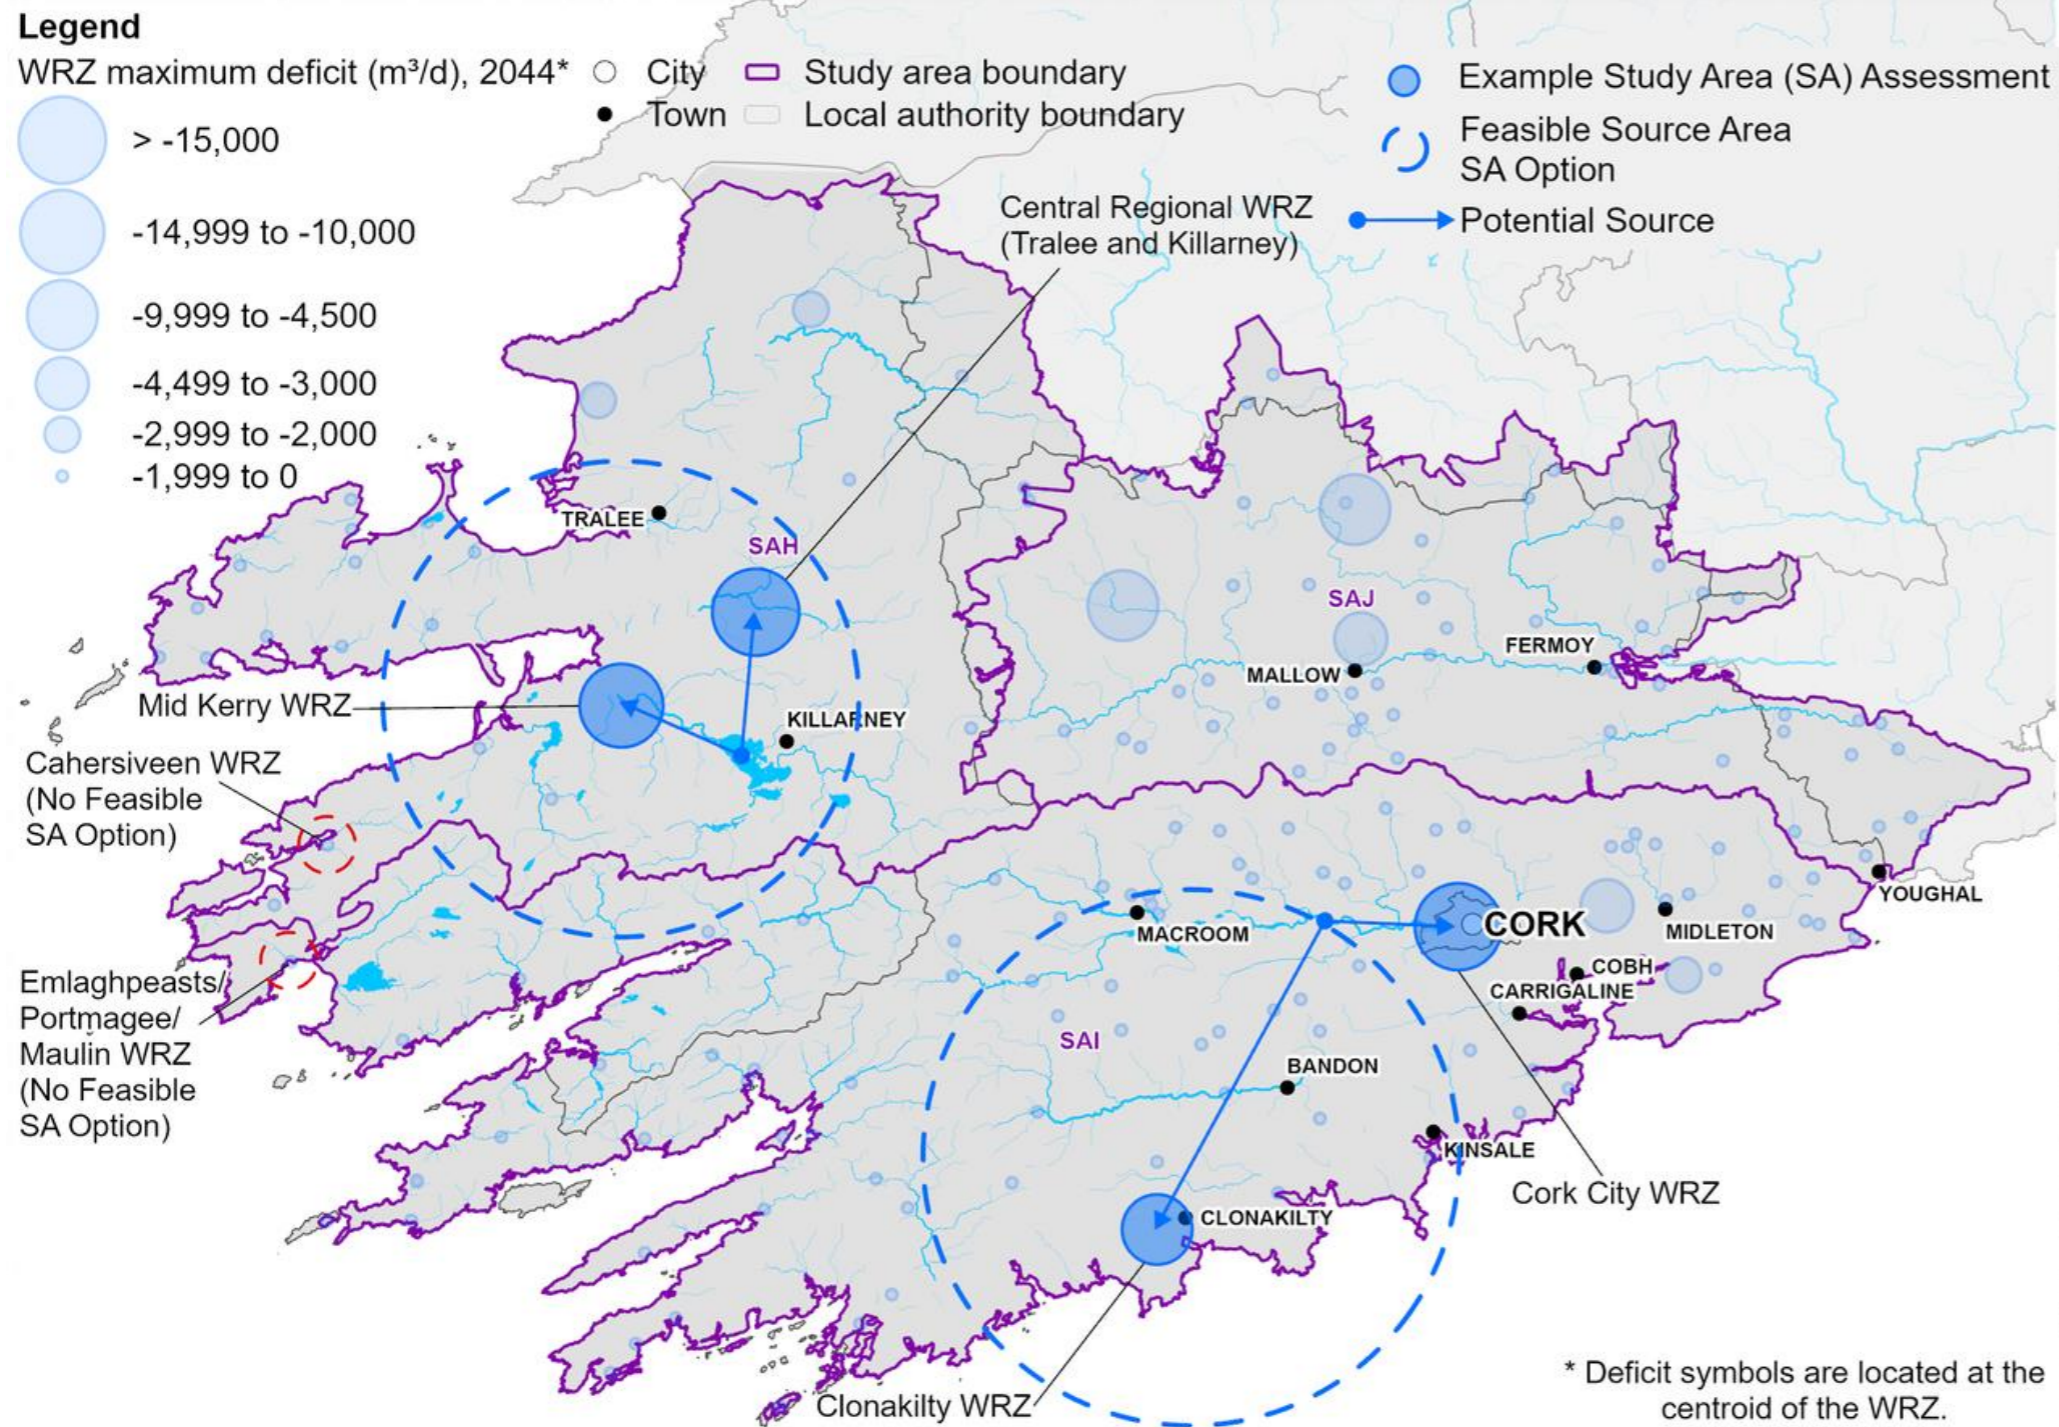 Legend
WRZ maximum deficit (m³/d), 2044*
> -15,000
-14,999 to -10,000
-9,999 to -4,500
-4,499 to -3,000
-2,999 to -2,000
-1,999 to 0
City
Town
Study area boundary
Local authority boundary
Example Study Area (SA) Assessment
Feasible Source Area
SA Option
Potential Source
Central Regional WRZ
(Tralee and Killarney)
TRALEE
SAH
SAJ
FERMOY
MALLOW
Mid Kerry WRZ
KILLARNEY
Cahersiveen WRZ
(No Feasible
SA Option)
YOUGHAL
MACROOM
CORK
MIDLETON
COBH
CARRIGALINE
Emlaghpeasts/
Portmagee/
Maulin WRZ
(No Feasible
SA Option)
SAI
BANDON
KINSALE
Cork City WRZ
CLONAKILTY
Clonakilty WRZ
* Deficit symbols are located at the
centroid of the WRZ.